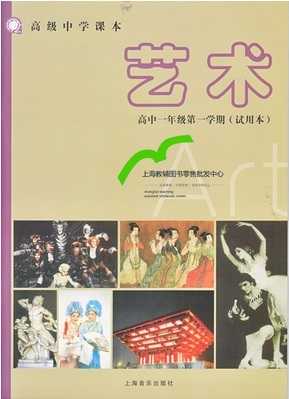 高级中学课本
艺术
高中一年级第一学期（试用本）
Art
上海教辅图书零售批发中心
上海音乐出版社